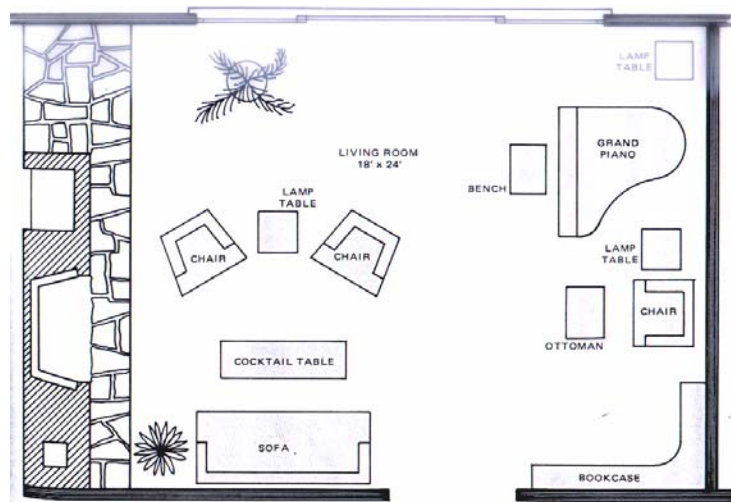 LAMP
TABLE
GRAND
PIANO
LIVING ROOM
18' x 24'
BENCH
LAMP
TABLE
CHAIR
CHAIR
LAMP
TABLE
CHAIR
OTTOMAN
COCKTAIL TABLE
SOFA
BOOKCASE